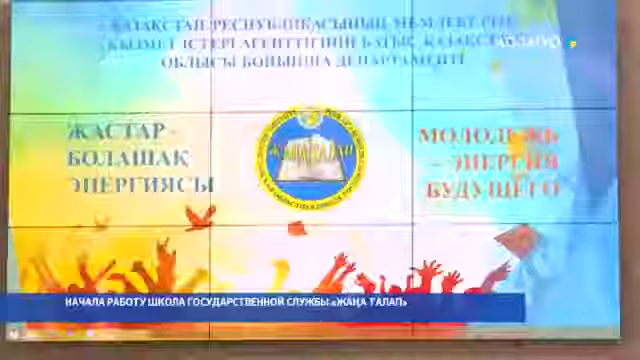 ҚАЗАҚСТАН РЕСПУБЛИКАСЫНЫҢ МЕМЛЕКЕТТІК
ҚЫЗМЕТ ІСТЕРІ АГЕНТТІГІНІҢ БАТЫС ҚАЗАҚСТАН
ОБЛЫСЫ БОЙЫНША ДЕПАРТАМЕНТІ
ЖАСТАР -
БОЛАШАҚ
ЭНЕРГИЯСЫ
ЖАҢА ТАЛАП
МОЛОДЕЖЬ
- ЭНЕРГИЯ
БУДУЩЕГО
НАЧАЛА РАБОТУ ШКОЛА ГОСУДАРСТВЕННОЙ СЛУЖБЫ «ЖАҢА ТАЛАП»